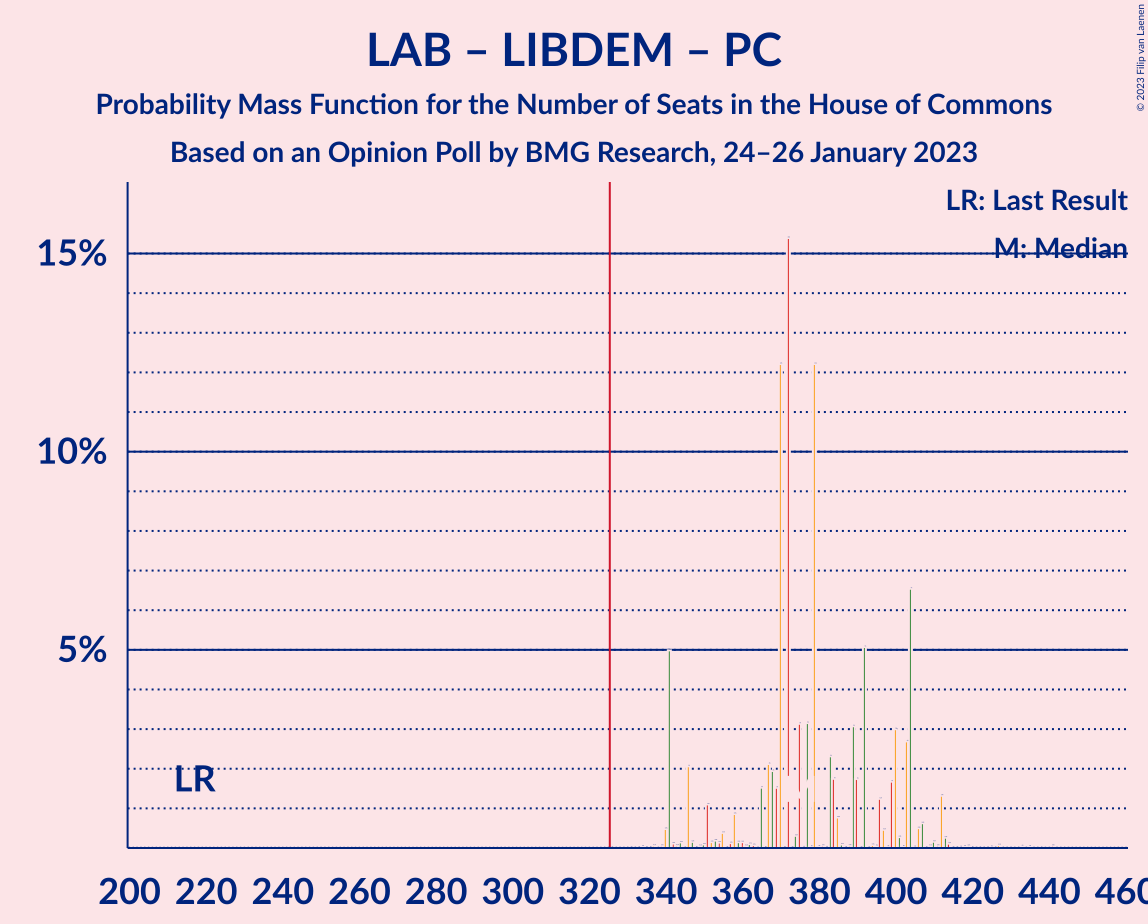 LAB – LIBDEM – PC
Probability Mass Function for the Number of Seats in the House of Commons
Based on an Opinion Poll by BMG Research, 24–26 January 2023
© 2023 Filip van Laenen
LR: Last Result
M: Median
15%
10%
5%
LR
200 220 240 260 280 300 320 340 360 380 400 420 440 460